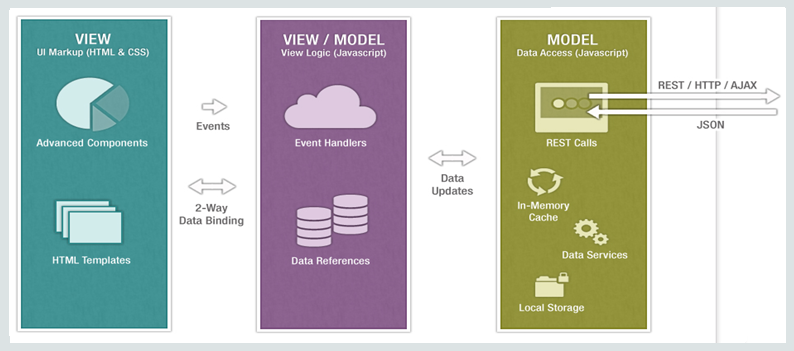 VIEW
UI Markup (HTML & CSS)
Advanced Components
HTML Templates
Events
2-Way
Data Binding
VIEW / MODEL
View Logic (Javascript)
Event Handlers
Data References
Data
Updates
MODEL
Data Access (Javascript)
REST Calls
In-Memory
Cache
Data Services
Local Storage
REST / HTTP / AJAX
JSON